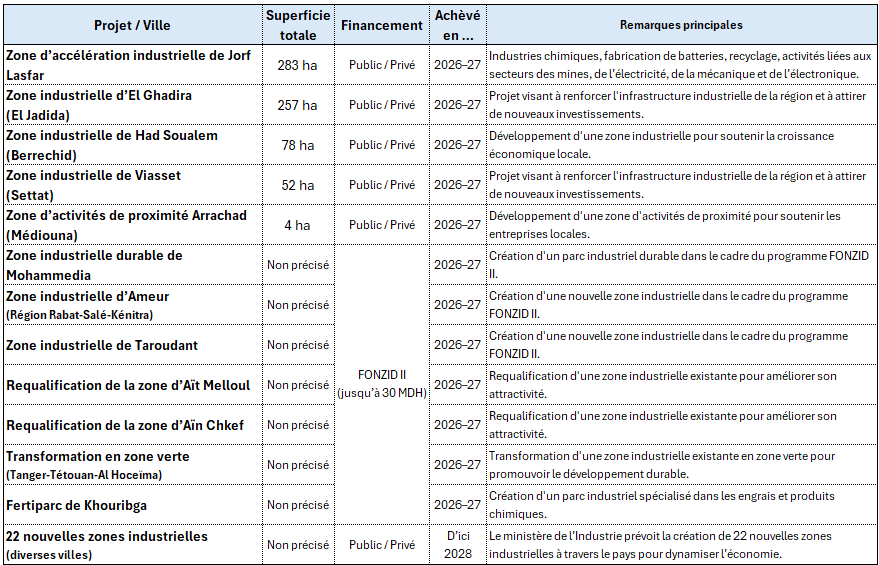 Projet / Ville
Superficie
totale
Financement
Achèvé
en ...
Remarques principales
Zone d’accélération industrielle de Jorf
Lasfar
283 ha
Public / Privé
2026–27
Industries chimiques, fabrication de batteries, recyclage, activités liées aux
secteurs des mines, de l’électricité, de la mécanique et de l’électronique.
Zone industrielle d’El Ghadira
(El Jadida)
257 ha
Public / Privé
2026–27
Projet visant à renforcer l'infrastructure industrielle de la région et à attirer
de nouveaux investissements.
Zone industrielle de Had Soualem
(Berrechid)
78 ha
Public / Privé
2026–27
Développement d'une zone industrielle pour soutenir la croissance
économique locale.
Zone industrielle de Viasset
(Settat)
52 ha
Public / Privé
2026–27
Projet visant à renforcer l'infrastructure industrielle de la région et à attirer
de nouveaux investissements.
Zone d’activités de proximité Arrachad
(Médiouna)
4 ha
Public / Privé
2026–27
Développement d'une zone d'activités de proximité pour soutenir les
entreprises locales.
Zone industrielle durable de
Mohammedia
Non précisé
FONZID II
(jusqu’à 30 MDH)
2026–27
Création d'un parc industriel durable dans le cadre du programme FONZID
II.
Zone industrielle d’Ameur
(Région Rabat-Salé-Kénitra)
Non précisé
2026–27
Création d'une nouvelle zone industrielle dans le cadre du programme
FONZID II.
Zone industrielle de Taroudant
Non précisé
2026–27
Création d'une nouvelle zone industrielle dans le cadre du programme
FONZID II.
Requalification de la zone d’Aït Melloul
Non précisé
2026–27
Requalification d'une zone industrielle existante pour améliorer son
attractivité.
Requalification de la zone d’Aïn Chkef
Non précisé
2026–27
Requalification d'une zone industrielle existante pour améliorer son
attractivité.
Transformation en zone verte
(Tanger-Tétouan-Al Hoceïma)
Non précisé
2026–27
Transformation d'une zone industrielle existante en zone verte pour
promouvoir le développement durable.
Fertiparc de Khouribga
Non précisé
2026–27
Création d'un parc industriel spécialisé dans les engrais et produits
chimiques.
22 nouvelles zones industrielles
(diverses villes)
Non précisé
Public / Privé
D’ici
2028
Le ministère de l’Industrie prévoit la création de 22 nouvelles zones
industrielles à travers le pays pour dynamiser l’économie.